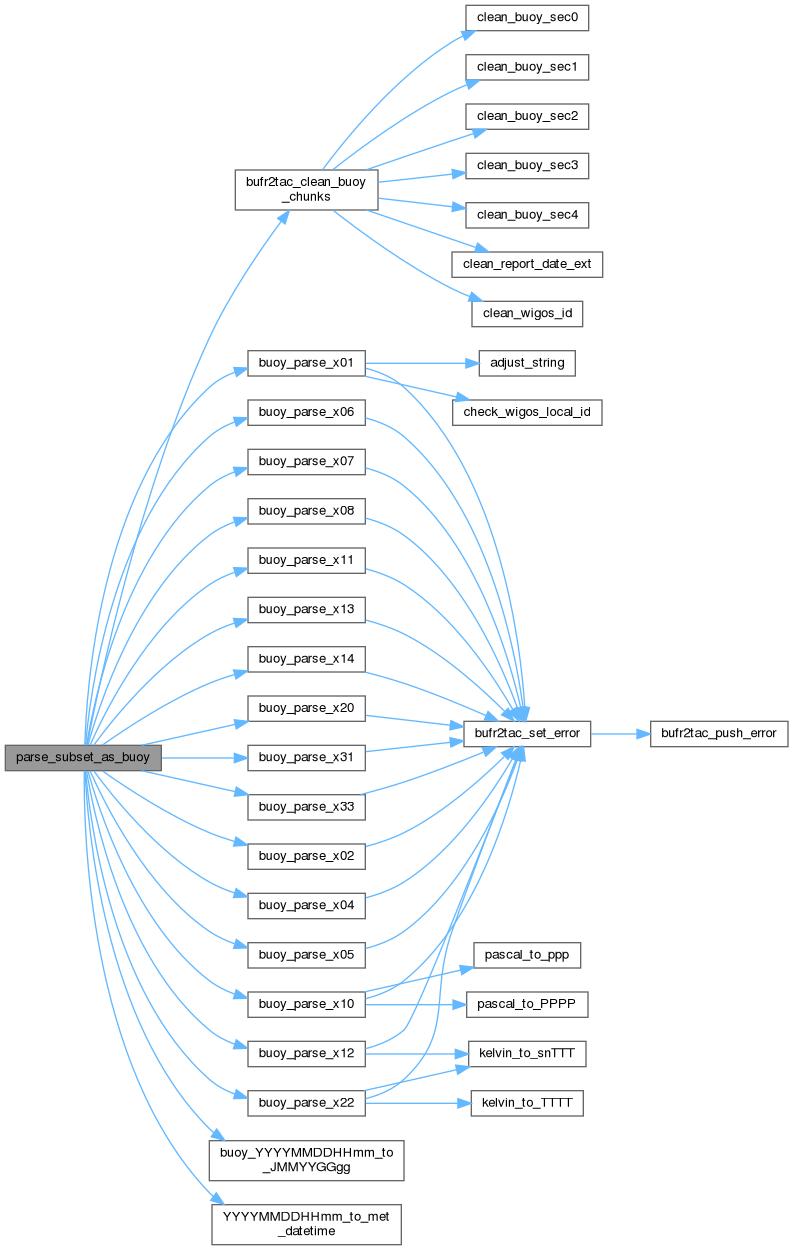 clean_buoy_sec0
clean_buoy_sec1
clean_buoy_sec2
clean_buoy_sec3
bufr2tac_clean_buoy
_chunks
clean_buoy_sec4
clean_report_date_ext
clean_wigos_id
buoy_parse_x01
adjust_string
buoy_parse_x06
check_wigos_local_id
buoy_parse_x07
buoy_parse_x08
buoy_parse_x11
buoy_parse_x13
buoy_parse_x14
buoy_parse_x20
bufr2tac_set_error
bufr2tac_push_error
parse_subset_as_buoy
buoy_parse_x31
buoy_parse_x33
buoy_parse_x02
buoy_parse_x04
buoy_parse_x05
pascal_to_ppp
buoy_parse_x10
pascal_to_PPPP
buoy_parse_x12
kelvin_to_snTTT
buoy_parse_x22
kelvin_to_TTTT
buoy_YYYYMMDDHHmm_to
_JMMYYGGgg
YYYYMMDDHHmm_to_met
_datetime